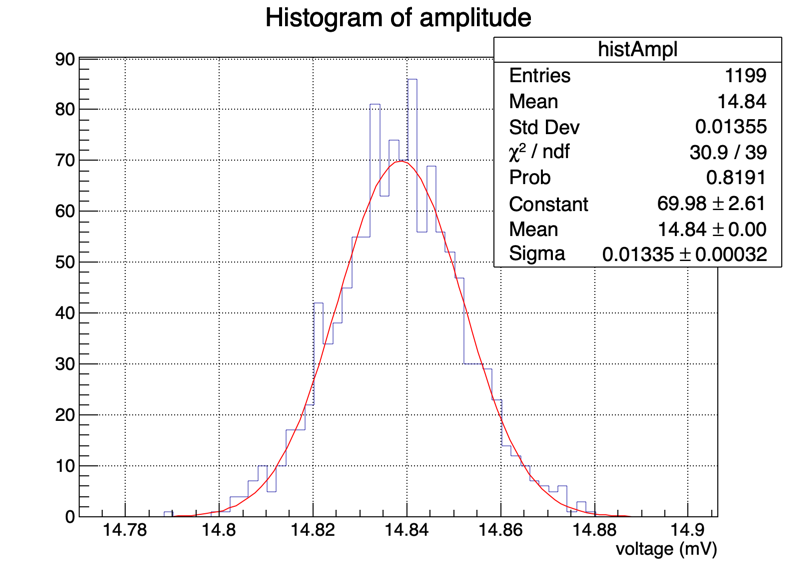 Histogram of amplitude
histAmpl
Entries 1199
Mean 14.84
Std Dev 0.01355
χ² / ndf 30.9 / 39
Prob 0.8191
Constant 69.98 ± 2.61
Mean 14.84 ± 0.00
Sigma 0.01335 ± 0.00032
90
80
70
60
50
40
30
20
10
0
14.78 14.8 14.82 14.84 14.86 14.88 14.9
voltage (mV)